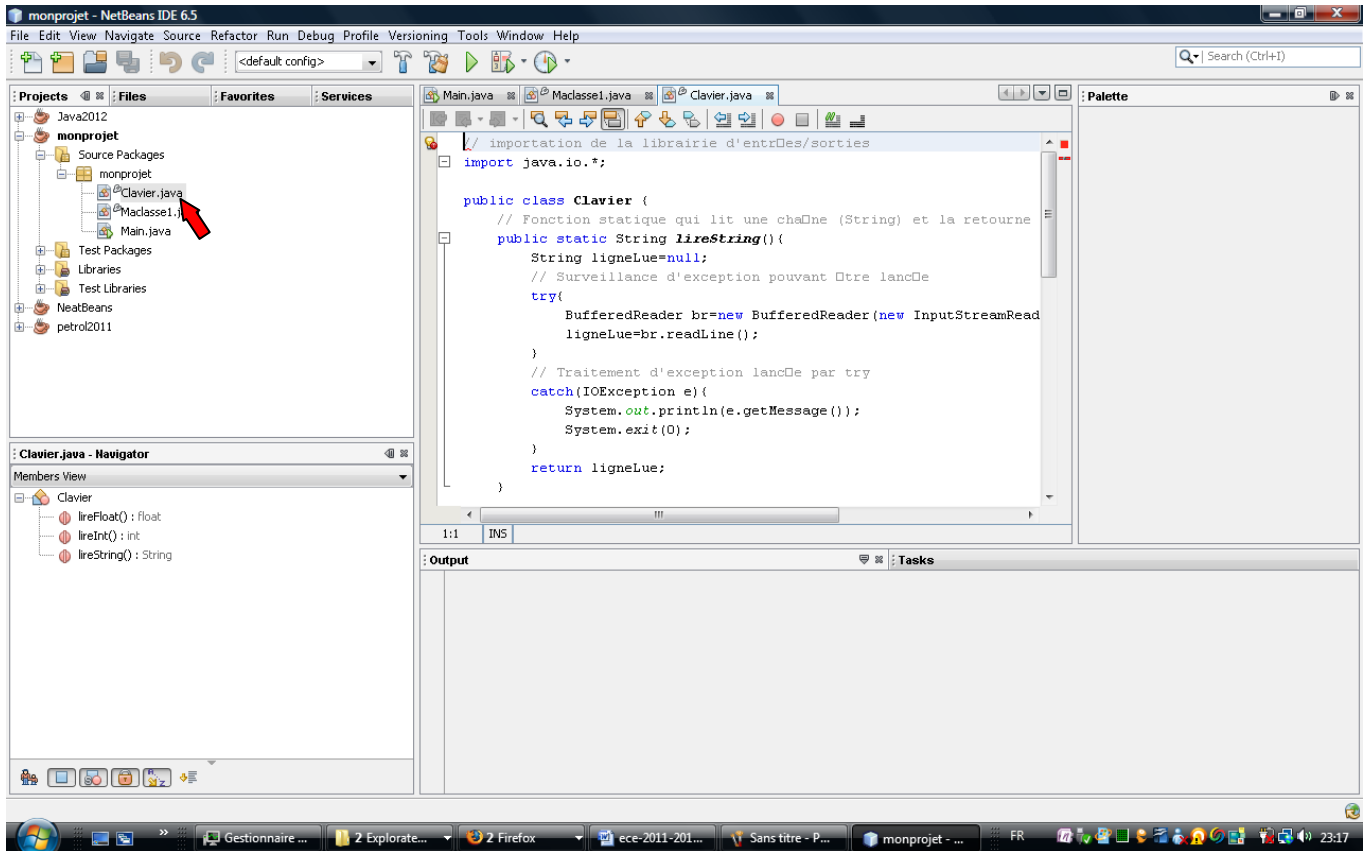 monprojet - NetBeans IDE 6.5
File Edit View Navigate Source Refactor Run Debug Profile Versioning Tools Window Help
<default config>
Search (Ctrl+I)
Projects Files Favorites Services
Java2012
monprojet
Source Packages
monprojet
Clavier.java
Maclasse1.j
Main.java
Test Packages
Libraries
Test Libraries
NeatBeans
petrol2011
Main.java Maclasse1.java Clavier.java
// importation de la librairie d'entr□es/sorties
import java.io.*;
public class Clavier {
// Fonction statique qui lit une cha□ne (String) et la retourne
public static String lireString(){
String ligneLue=null;
// Surveillance d'exception pouvant □tre lanc□e
try{
BufferedReader br=new BufferedReader(new InputStreamRead
ligneLue=br.readLine();
}
// Traitement d'exception lanc□e par try
catch(IOException e){
System.out.println(e.getMessage());
System.exit(0);
}
return ligneLue;
}
1:1 INS
Palette
Clavier.java - Navigator
Members View
Clavier
lireFloat() : float
lireInt() : int
lireString() : String
Output
Tasks
Gestionnaire ... 2 Explorate... 2 Firefox ece-2011-201... Sans titre - P... monprojet - ... FR 23:17